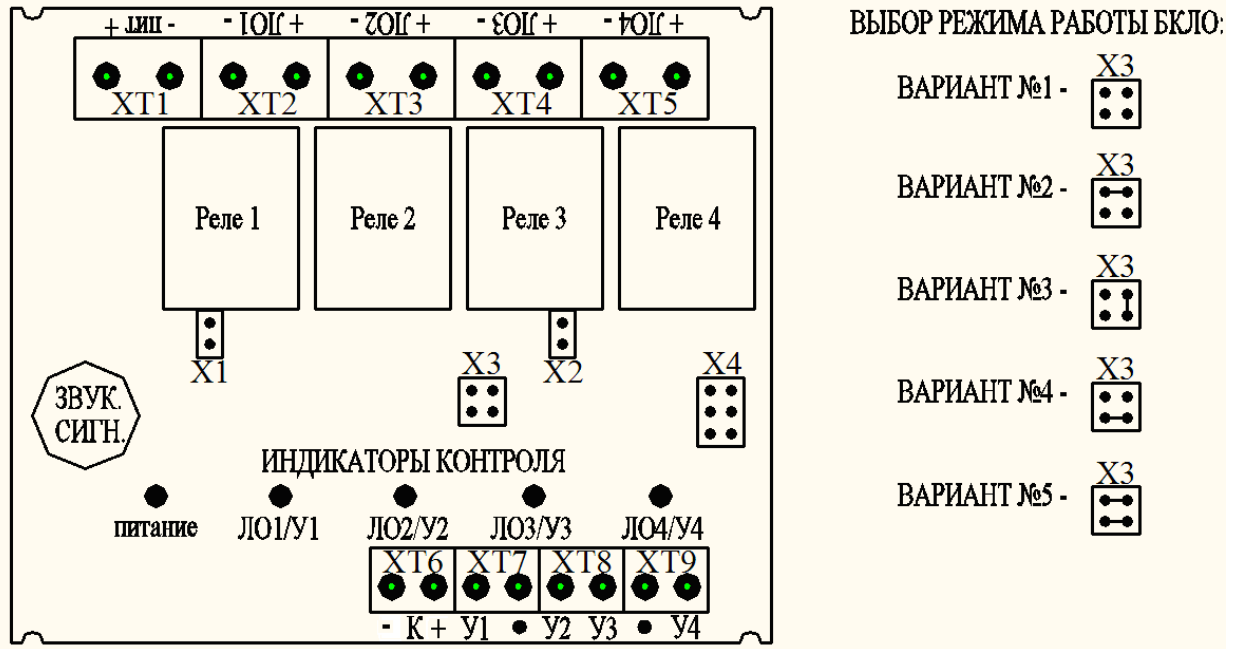 + ПИТ - - ЛО1 + - ЛО2 + - ЛО3 + - ЛО4 +
XT1 XT2 XT3 XT4 XT5
Реле 1 Реле 2 Реле 3 Реле 4
X1 X3 X2 X4
ЗВУК.
СИГН.
ИНДИКАТОРЫ КОНТРОЛЯ
питание ЛО1/У1 ЛО2/У2 ЛО3/У3 ЛО4/У4
XT6 XT7 XT8 XT9
- К + У1 ● У2 У3 ● У4
ВЫБОР РЕЖИМА РАБОТЫ БКЛО:
X3
ВАРИАНТ №1 -
X3
ВАРИАНТ №2 -
X3
ВАРИАНТ №3 -
X3
ВАРИАНТ №4 -
X3
ВАРИАНТ №5 -